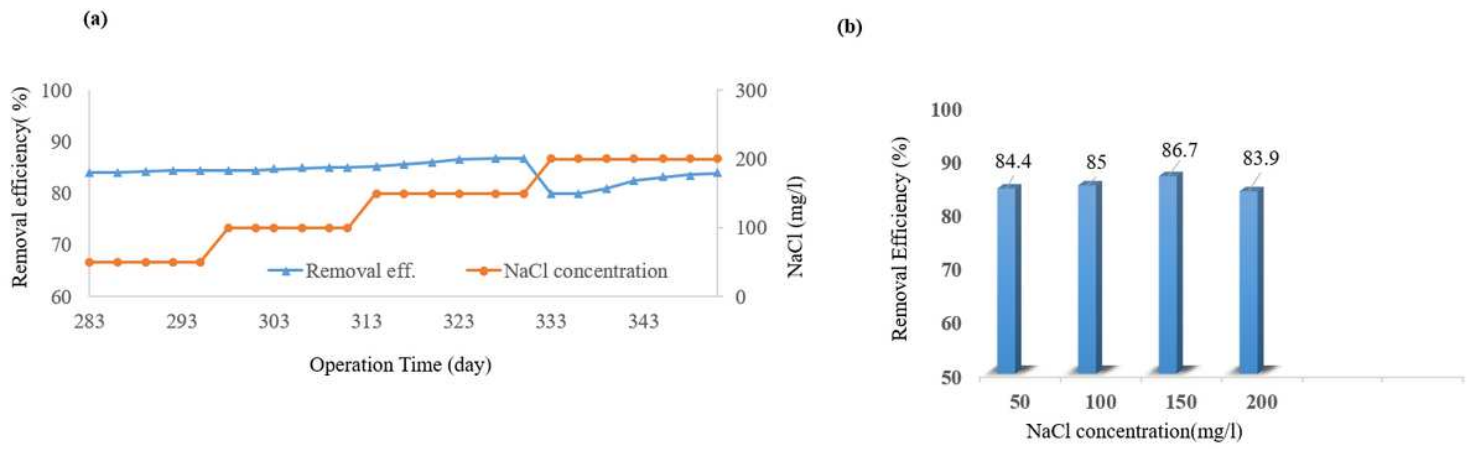 (a)
Removal efficiency( %)
100
90
80
70
60
283 293 303 313 323 333 343
Operation Time (day)
300
200
100
0
NaCl (mg/l)
Removal eff. NaCl concentration
(b)
Removal Efficiency (%)
100
90
80
70
60
50
84.4 85 86.7 83.9
50 100 150 200
NaCl concentration(mg/l)